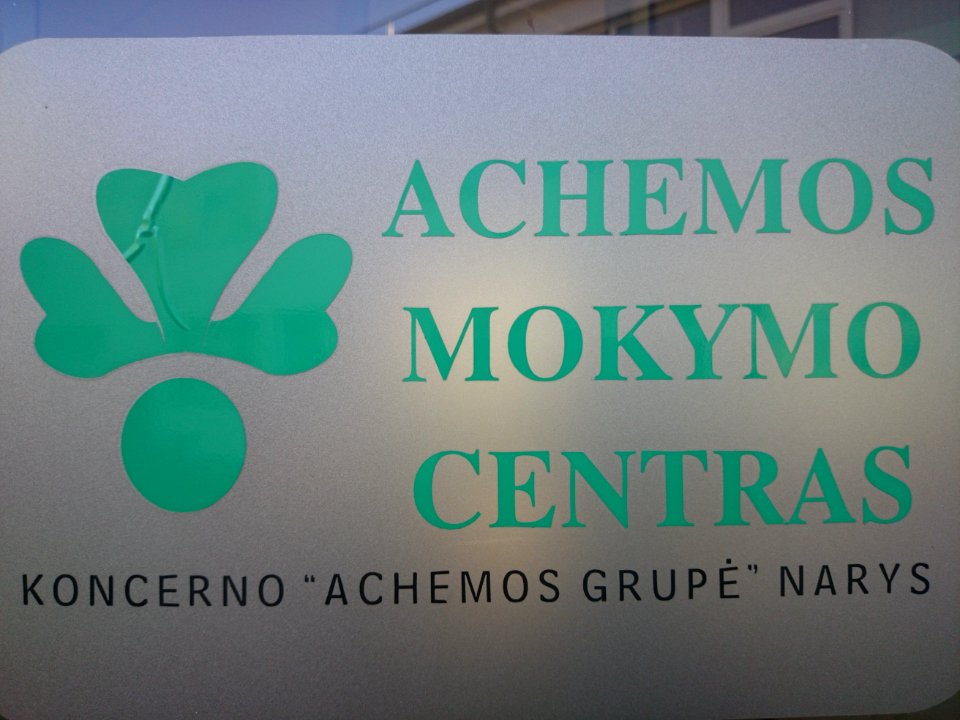 ACHEMOS
MOKYMO
CENTRAS
KONCERNO “ACHEMOS GRUPĖ” NARYS